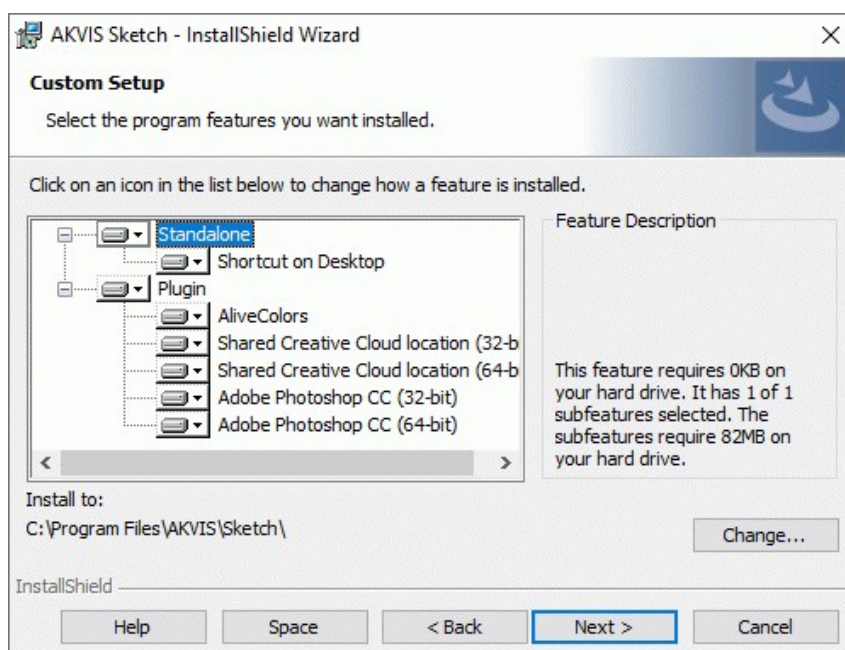 AKVIS Sketch - InstallShield Wizard
Custom Setup
Select the program features you want installed.
Click on an icon in the list below to change how a feature is installed.
Standalone
Shortcut on Desktop
Plugin
AliveColors
Shared Creative Cloud location (32-b
Shared Creative Cloud location (64-b
Adobe Photoshop CC (32-bit)
Adobe Photoshop CC (64-bit)
Feature Description
This feature requires 0KB on
your hard drive. It has 1 of 1
subfeatures selected. The
subfeatures require 82MB on
your hard drive.
Install to:
C:\Program Files\AKVIS\Sketch\
Change...
InstallShield
Help Space < Back Next > Cancel